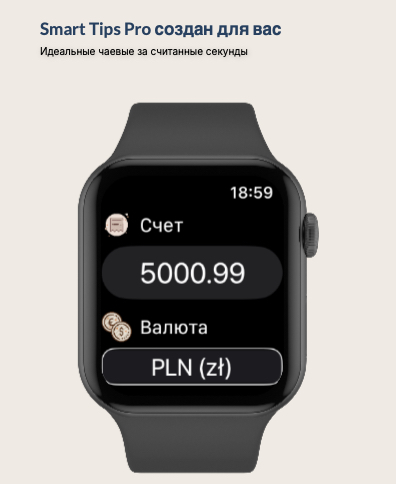 Smart Tips Pro создан для вас
Идеальные чаевые за считанные секунды
18:59
Счет
5000.99
Валюта
PLN (zł)